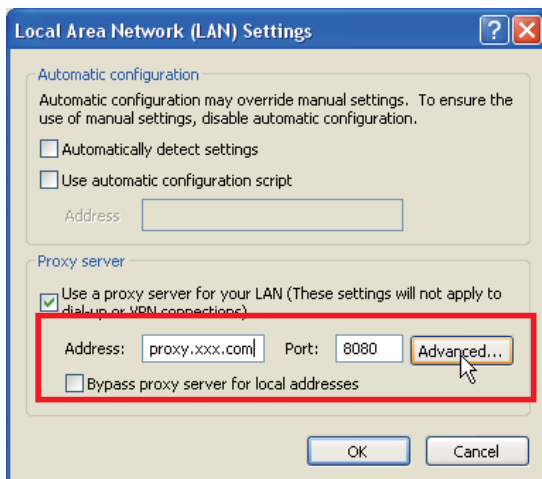 Local Area Network (LAN) Settings
Automatic configuration
Automatic configuration may override manual settings. To ensure the
use of manual settings, disable automatic configuration.
Automatically detect settings
Use automatic configuration script
Address
Proxy server
Use a proxy server for your LAN (These settings will not apply to
dial-up or VPN connections)
Address: proxy.xxx.com Port: 8080 Advanced...
Bypass proxy server for local addresses
OK Cancel